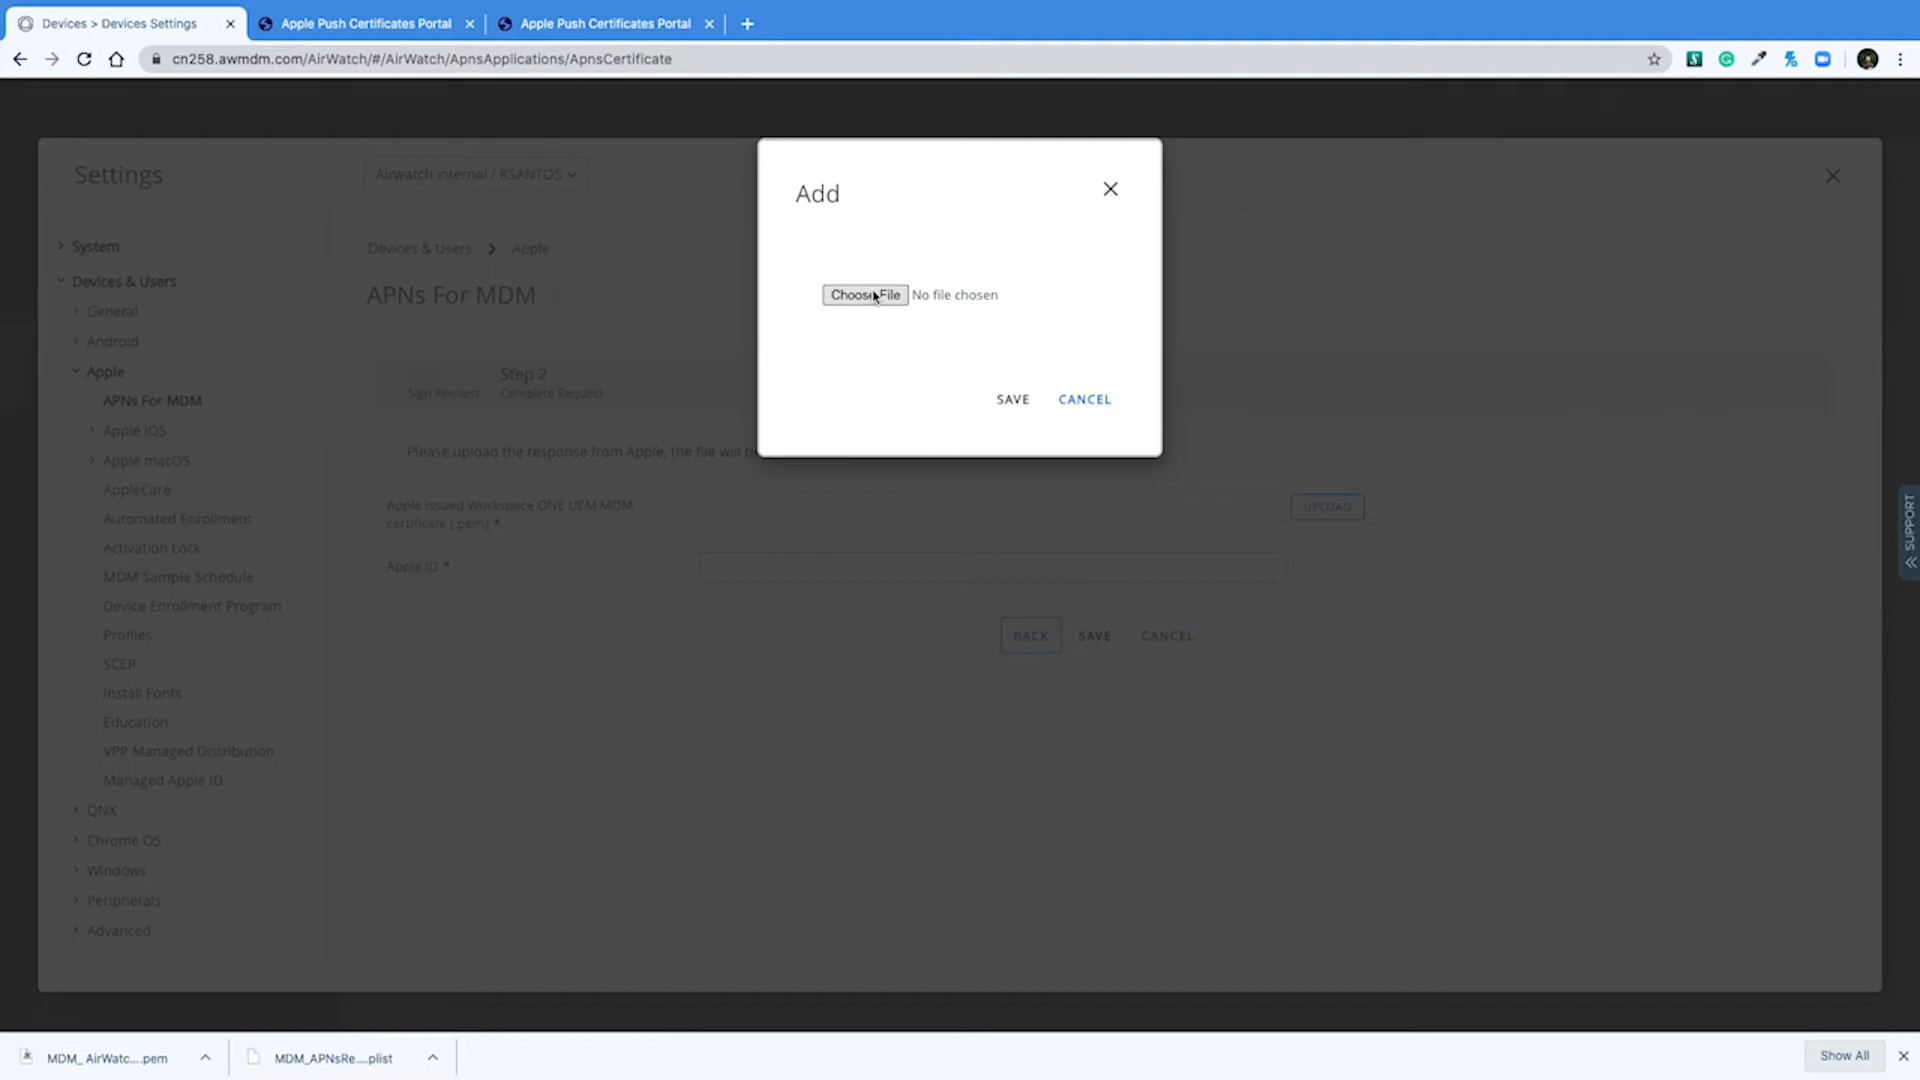 Devices > Devices Settings
Apple Push Certificates Portal
Apple Push Certificates Portal
cn258.awmdm.com/AirWatch/#/AirWatch/ApnsApplications/ApnsCertificate
Settings
Airwatch Internal / RSANTOS
Add
System
Devices & Users > Apple
Devices & Users
Choose File No file chosen
General
APNs For MDM
Android
Apple
Step 2
Sign Request Complete Request
SAVE CANCEL
APNs For MDM
Apple iOS
Please upload the response from Apple, the file will
Apple macOS
AppleCare
Apple Issued Workspace ONE UEM MDM
certificate (.pem) *
UPLOAD
Automated Enrollment
Activation Lock
Apple ID *
MDM Sample Schedule
Device Enrollment Program
Profiles
BACK SAVE CANCEL
SCEP
Install Fonts
Education
VPP Managed Distribution
Managed Apple ID
QNX
Chrome OS
Windows
Peripherals
Advanced
SUPPORT
MDM_ AirWatc....pem
MDM_APNsRe....plist
Show All